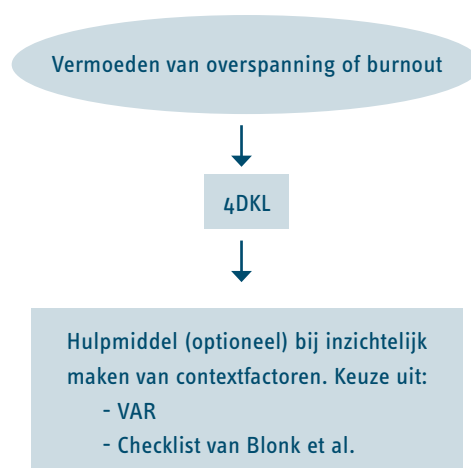 Vermoeden van overspanning of burnout
4DKL
Hulpmiddel (optioneel) bij inzichtelijk
maken van contextfactoren. Keuze uit:
- VAR
- Checklist van Blonk et al.